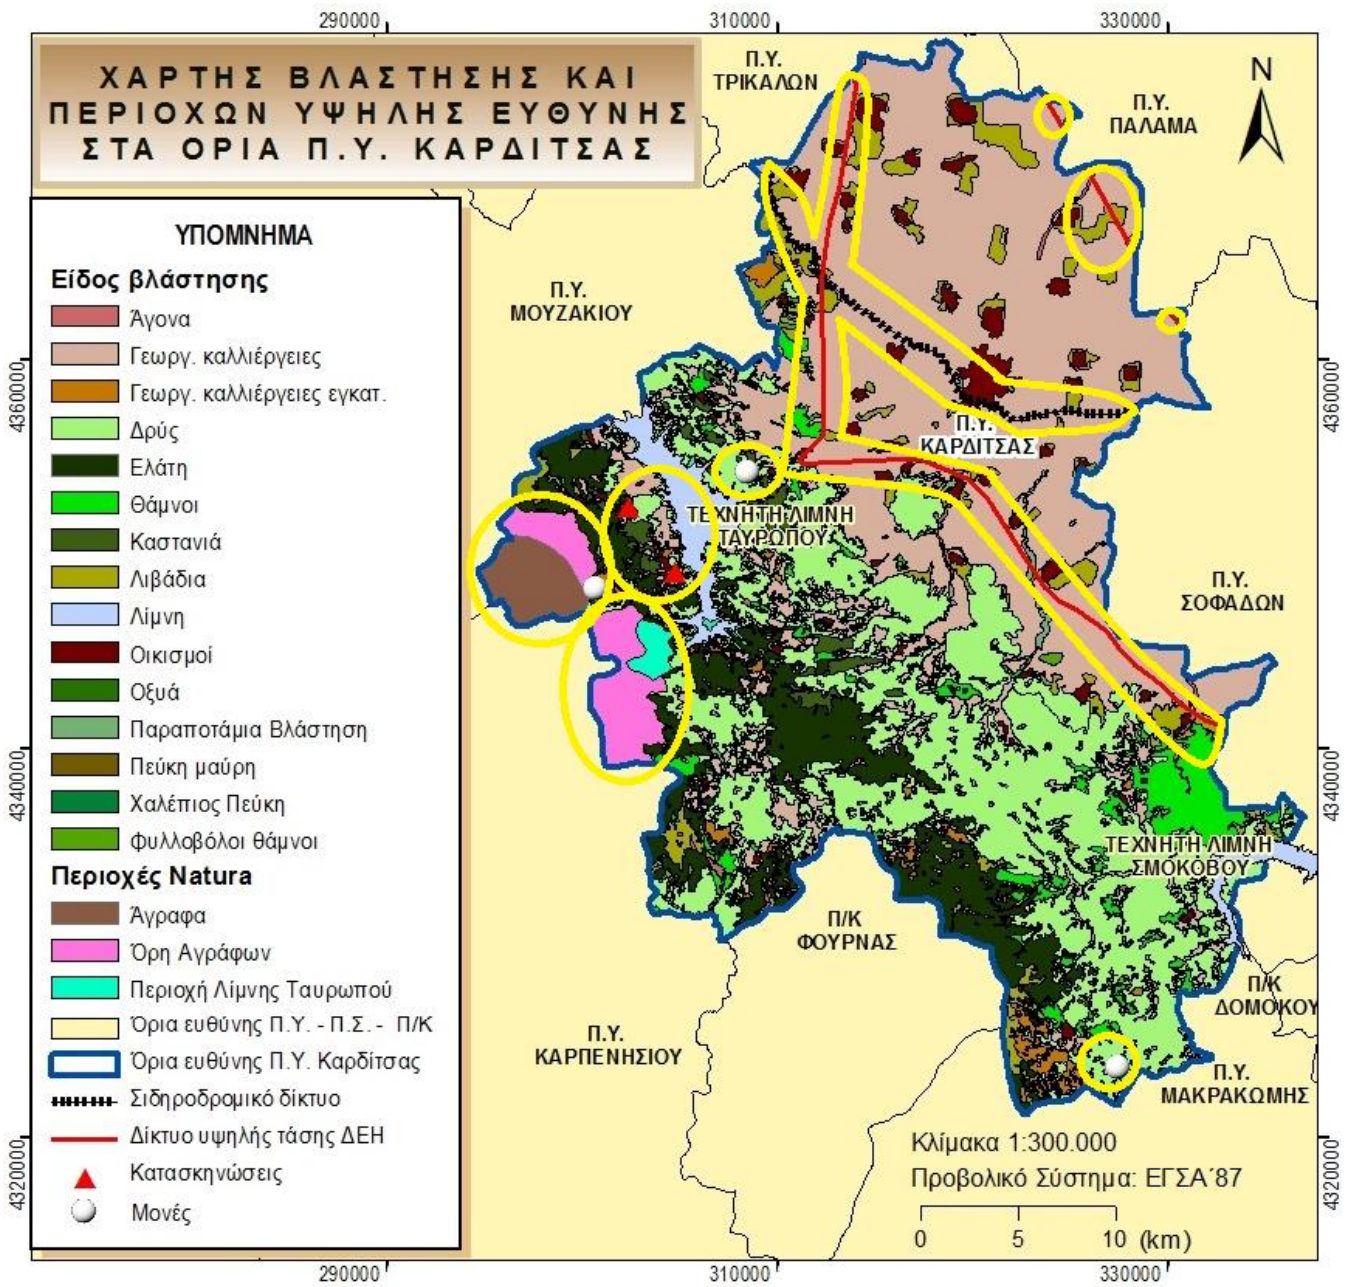 290000
310000
330000
ΧΑΡΤΗΣ ΒΛΑΣΤΗΣΗΣ ΚΑΙ
ΠΕΡΙΟΧΩΝ ΥΨΗΛΗΣ ΕΥΘΥΝΗΣ
ΣΤΑ ΟΡΙΑ Π.Υ. ΚΑΡΔΙΤΣΑΣ
Π.Υ.
ΤΡΙΚΑΛΩΝ
Π.Υ.
ΠΑΛΑΜΑ
N
ΥΠΟΜΝΗΜΑ
Είδος βλάστησης
Άγονα
Γεωργ. καλλιέργειες
Γεωργ. καλλιέργειες εγκατ.
Δρύς
Ελάτη
Θάμνοι
Καστανιά
Λιβάδια
Λίμνη
Οικισμοί
Οξυά
Παραποτάμια Βλάστηση
Πεύκη μαύρη
Χαλέπιος Πεύκη
Φυλλοβόλοι θάμνοι
Περιοχές Natura
Άγραφα
Όρη Αγράφων
Περιοχή Λίμνης Ταυρωπού
Όρια ευθύνης Π.Υ. - Π.Σ. - Π/Κ
Όρια ευθύνης Π.Υ. Καρδίτσας
Σιδηροδρομικό δίκτυο
Δίκτυο υψηλής τάσης ΔΕΗ
Κατασκηνώσεις
Μονές
Π.Υ.
ΜΟΥΖΑΚΙΟΥ
Π.Υ.
ΚΑΡΔΙΤΣΑΣ
ΤΕΧΝΗΤΗ ΛΙΜΝΗ
ΤΑΥΡΩΠΟΥ
Π.Υ.
ΣΟΦΑΔΩΝ
ΤΕΧΝΗΤΗ ΛΙΜΝΗ
ΣΜΟΚΟΒΟΥ
Π/Κ
ΦΟΥΡΝΑΣ
Π/Κ
ΔΟΜΟΚΟΥ
Π.Υ.
ΚΑΡΠΕΝΗΣΙΟΥ
Π.Υ.
ΜΑΚΡΑΚΩΜΗΣ
Κλίμακα 1:300.000
Προβολικό Σύστημα: ΕΓΣΑ΄87
0 5 10 (km)
4360000
4340000
4320000
4360000
4340000
4320000
290000
310000
330000